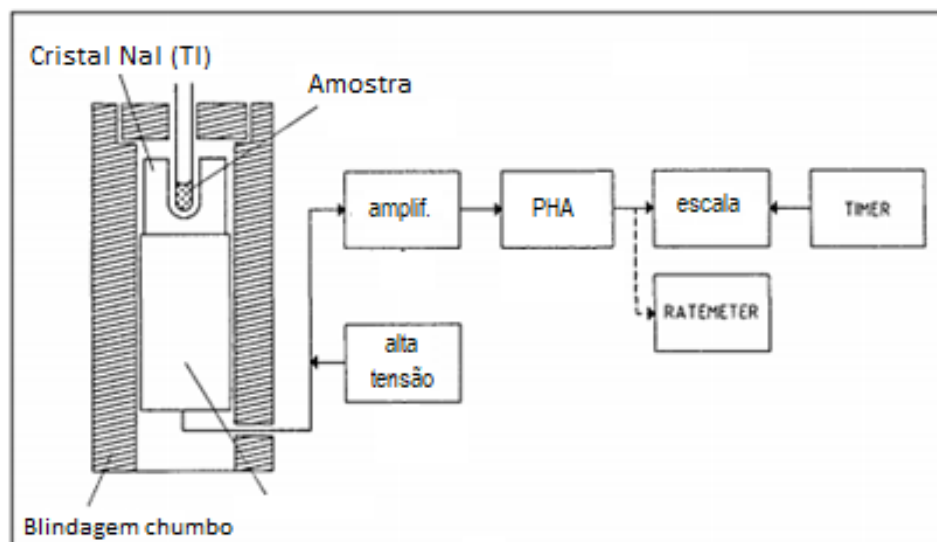 Cristal NaI (Tl)
Amostra
amplif.
PHA
escala
TIMER
RATEMETER
alta
tensão
Blindagem chumbo